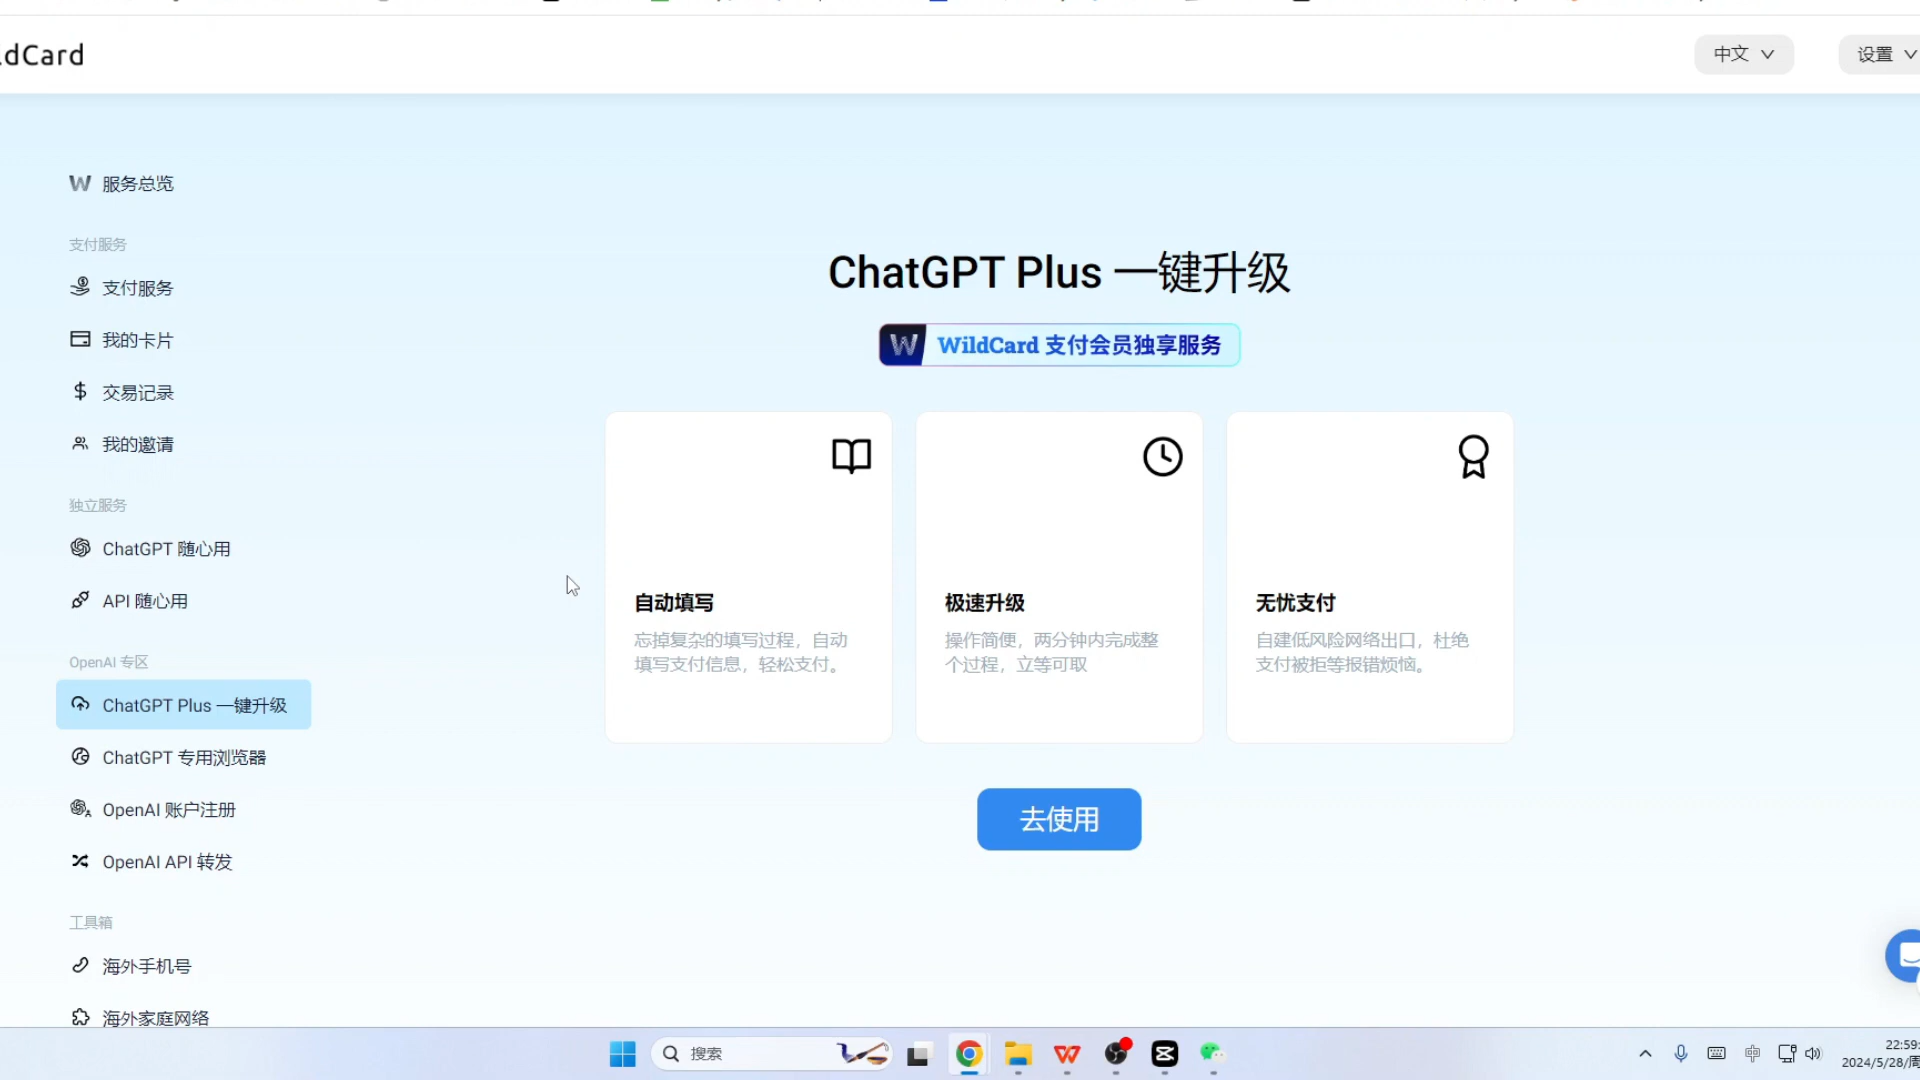 dCard
中文
设置
W 服务总览
支付服务
支付服务
我的卡片
交易记录
我的邀请
独立服务
ChatGPT 随心用
API 随心用
OpenAI 专区
ChatGPT Plus 一键升级
ChatGPT 专用浏览器
OpenAI 账户注册
OpenAI API 转发
工具箱
海外手机号
海外家庭网络
ChatGPT Plus 一键升级
W WildCard 支付会员独享服务
自动填写
忘掉复杂的填写过程，自动
填写支付信息，轻松支付。
极速升级
操作简便，两分钟内完成整
个过程，立等可取
无忧支付
自建低风险网络出口，杜绝
支付被拒等报错烦恼。
去使用
搜索
中
22:59:
2024/5/28/周